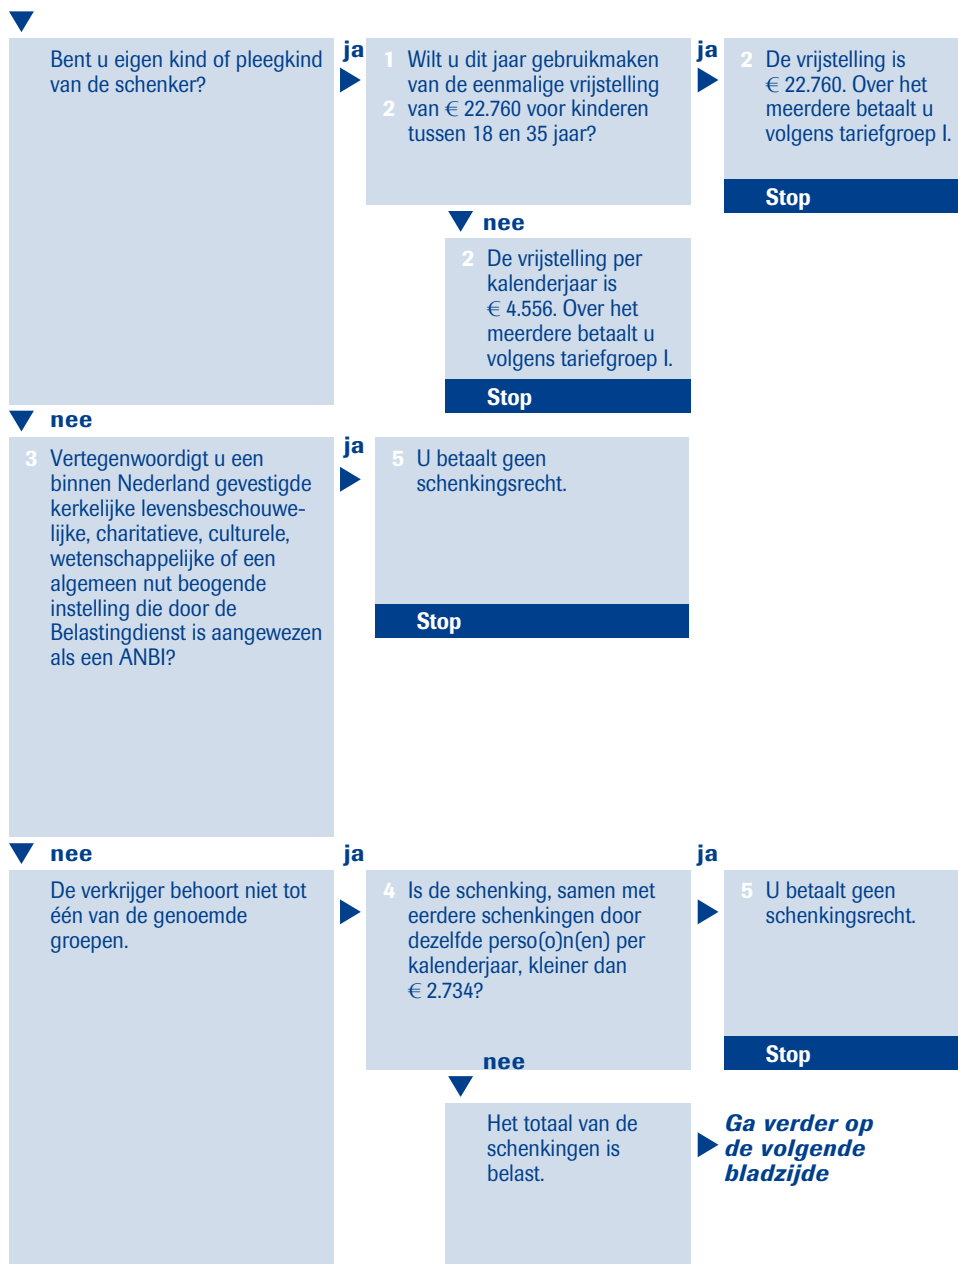 Bent u eigen kind of pleegkind
van de schenker?
ja
1 Wilt u dit jaar gebruikmaken
van de eenmalige vrijstelling
2 van € 22.760 voor kinderen
tussen 18 en 35 jaar?
ja
2 De vrijstelling is
€ 22.760. Over het
meerdere betaalt u
volgens tariefgroep I.
Stop
nee
2 De vrijstelling per
kalenderjaar is
€ 4.556. Over het
meerdere betaalt u
volgens tariefgroep I.
Stop
nee
3 Vertegenwoordigt u een
binnen Nederland gevestigde
kerkelijke levensbeschouwe-
lijke, charitatieve, culturele,
wetenschappelijke of een
algemeen nut beogende
instelling die door de
Belastingdienst is aangewezen
als een ANBI?
ja
5 U betaalt geen
schenkingsrecht.
Stop
nee
De verkrijger behoort niet tot
één van de genoemde
groepen.
ja
4 Is de schenking, samen met
eerdere schenkingen door
dezelfde perso(o)n(en) per
kalenderjaar, kleiner dan
€ 2.734?
ja
5 U betaalt geen
schenkingsrecht.
Stop
nee
Het totaal van de
schenkingen is
belast.
Ga verder op
de volgende
bladzijde